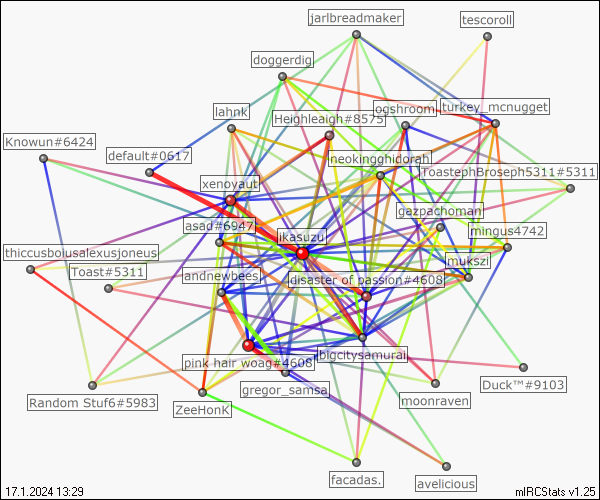 jarlbreadmaker
tescoroll
doggerdig
lahnk
ogshroom
turkey_mcnugget
Heighleaigh#8575
Knowun#6424
default#0617
neokingghidorah
ToastephBroseph5311#5311
xenoyaut
gazpachoman
asad#6947
ikasuzu
mingus4742
thiccusbolusalexusjoneus
Toast#5311
mukszi
andnewbees
disaster of passion#4608
pink hair woag#4608
bigcitysamurai
Duck™#9103
Random Stuf6#5983
ZeeHonk
gregor_samsa
moonraven
facadas.
avelicious
17.1.2024 13:29
mIRCStats v1.25